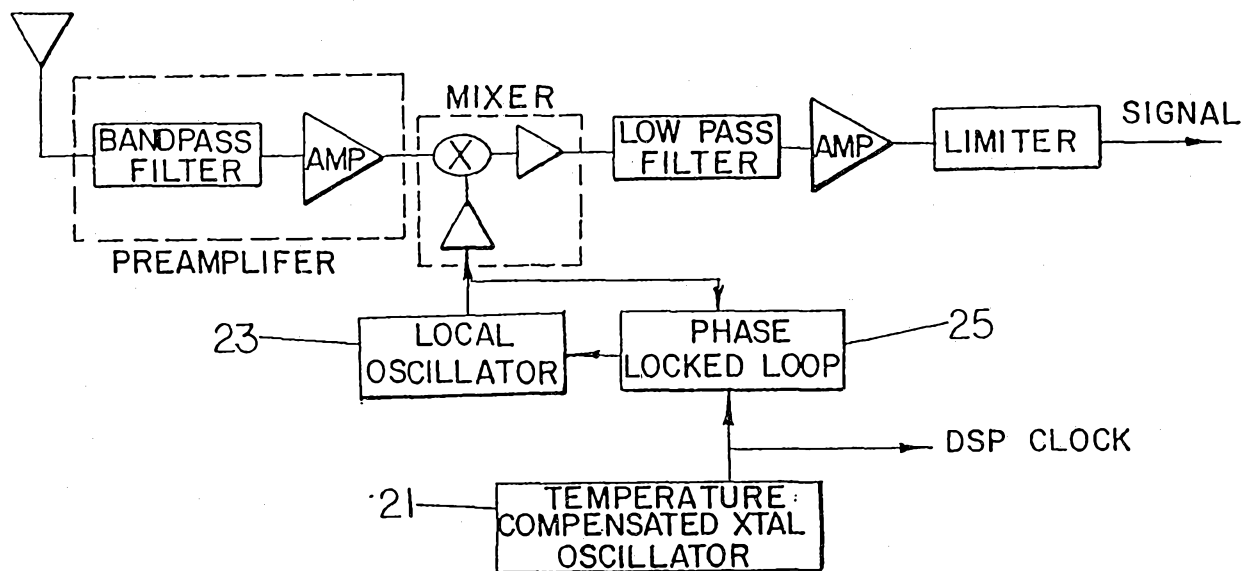 MIXER
BANDPASS
FILTER
AMP
X
LOW PASS
FILTER
AMP
LIMITER
SIGNAL
PREAMPLIFER
23
LOCAL
OSCILLATOR
PHASE
LOCKED LOOP
25
DSP CLOCK
21
TEMPERATURE
COMPENSATED XTAL
OSCILLATOR